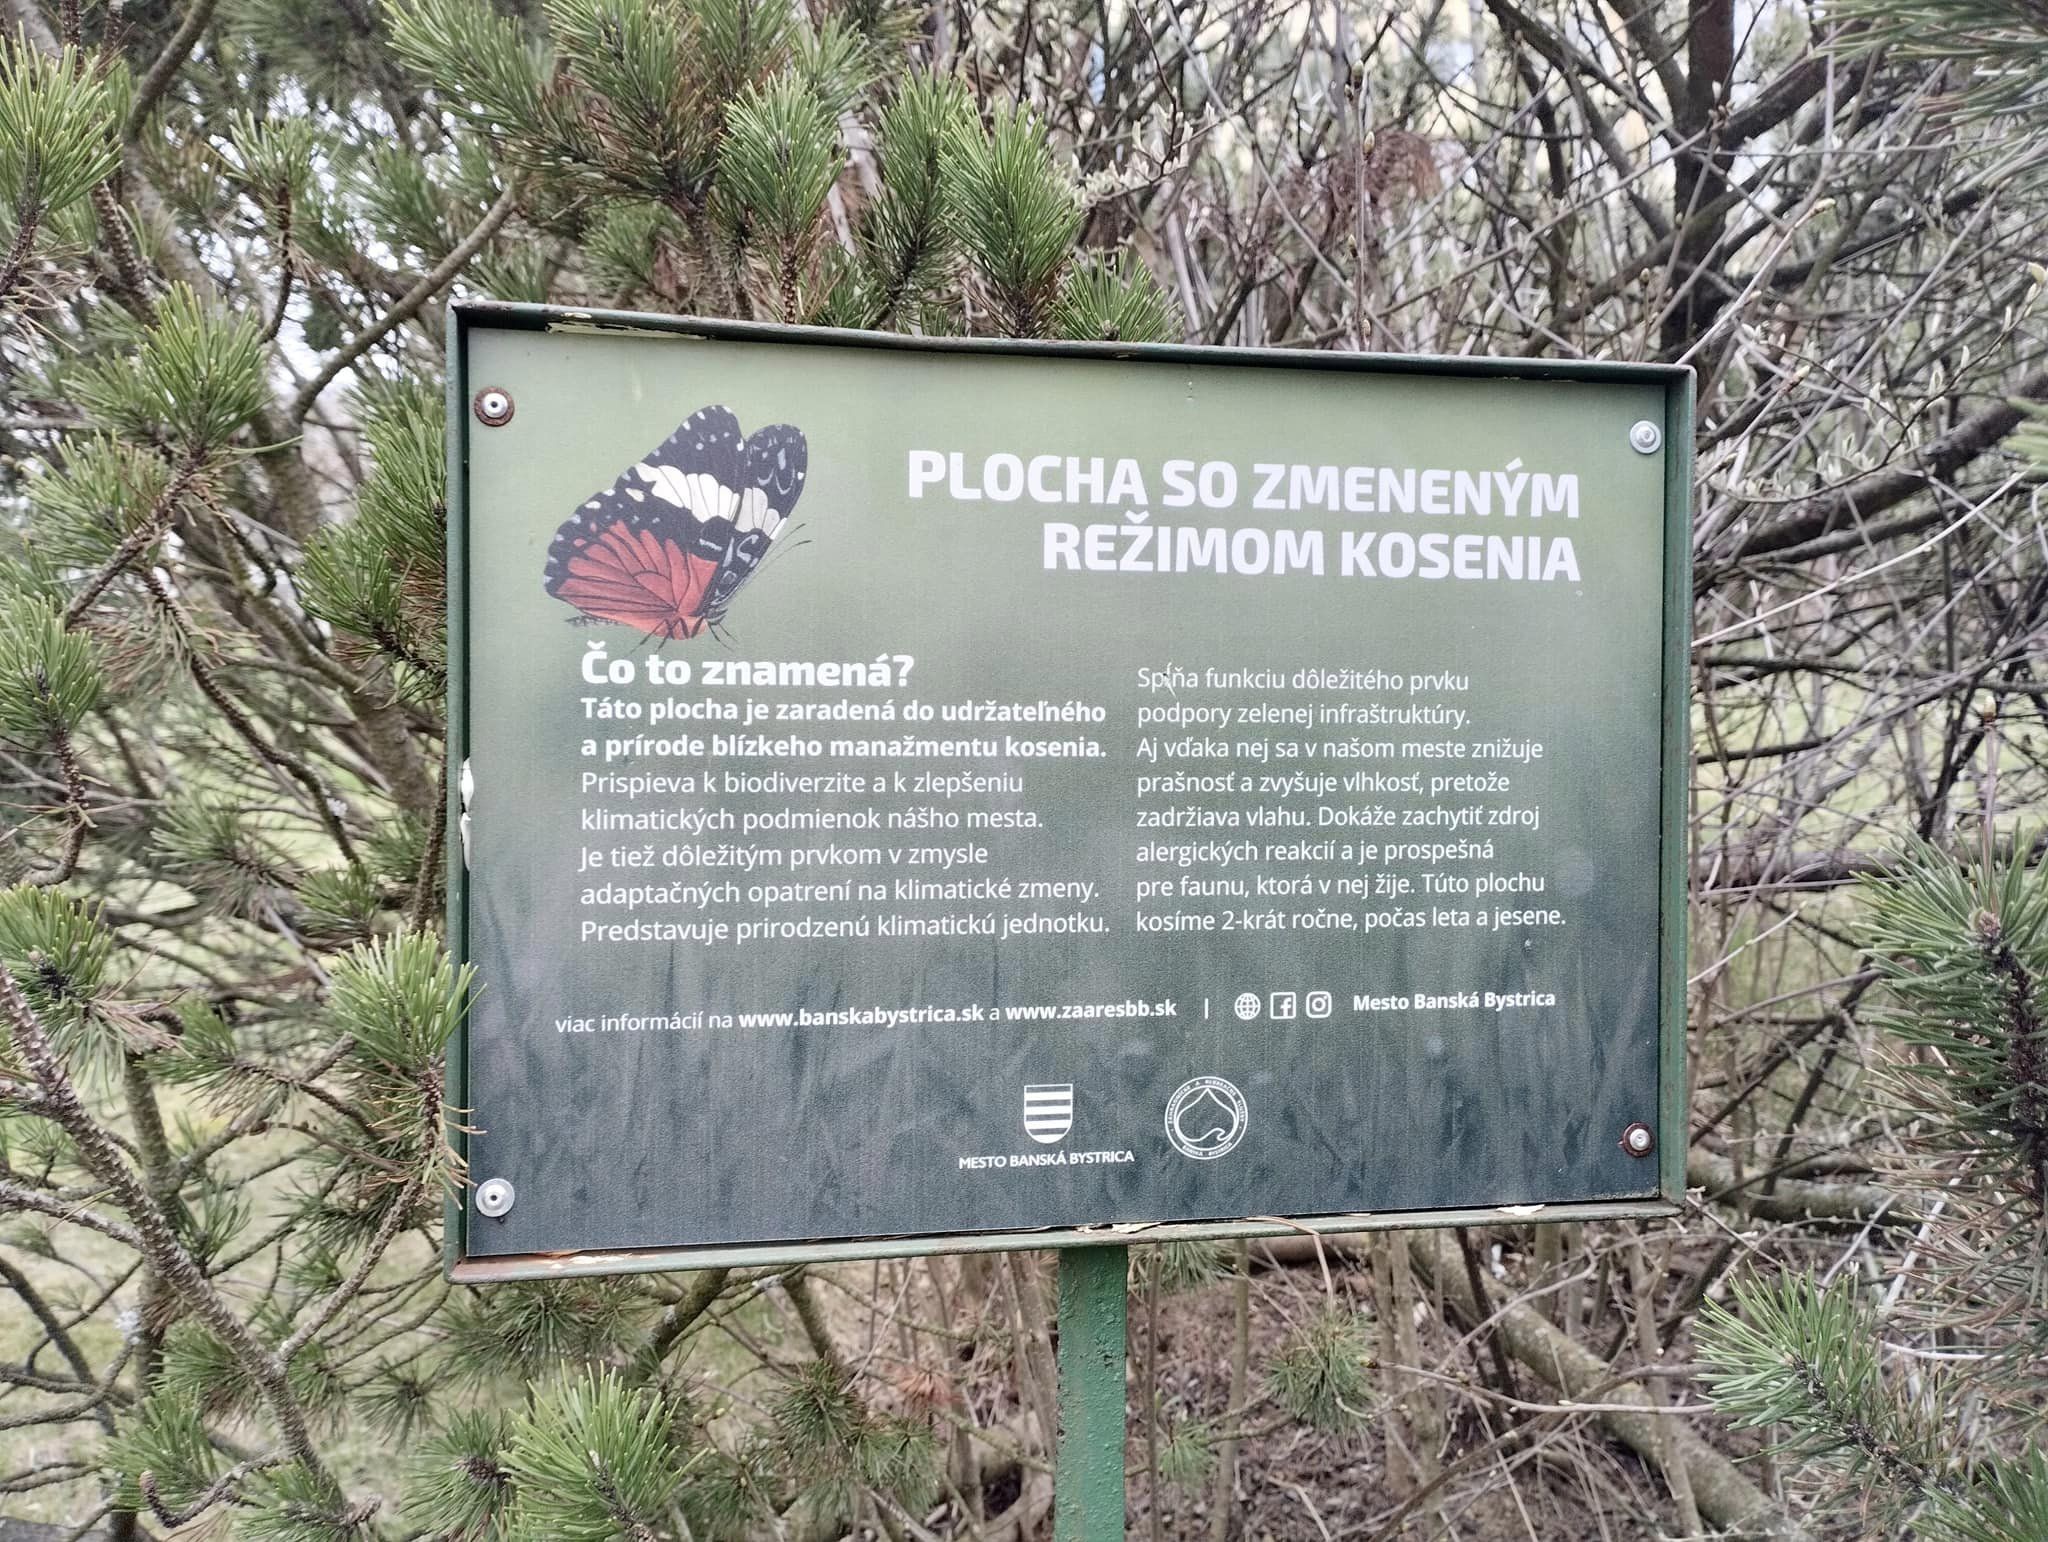 PLOCHA SO ZMENENÝM
REŽIMOM KOSENIA
Čo to znamená?
Táto plocha je zaradená do udržateľného
a prírode blízkeho manažmentu kosenia.
Prispieva k biodiverzite a k zlepšeniu
klimatických podmienok nášho mesta.
Je tiež dôležitým prvkom v zmysle
adaptačných opatrení na klimatické zmeny.
Predstavuje prirodzenú klimatickú jednotku.
Spĺňa funkciu dôležitého prvku
podpory zelenej infraštruktúry.
Aj vďaka nej sa v našom meste znižuje
prašnosť a zvyšuje vlhkosť, pretože
zadržiava vlahu. Dokáže zachytiť zdroj
alergických reakcií a je prospešná
pre faunu, ktorá v nej žije. Túto plochu
kosíme 2-krát ročne, počas leta a jesene.
viac informácií na www.banskabystrica.sk a www.zaaresbb.sk | Mesto Banská Bystrica
MESTO BANSKÁ BYSTRICA
ZÁHRADNÍCKE A REKREAČNÉ SLUŽBY
BANSKÁ BYSTRICA